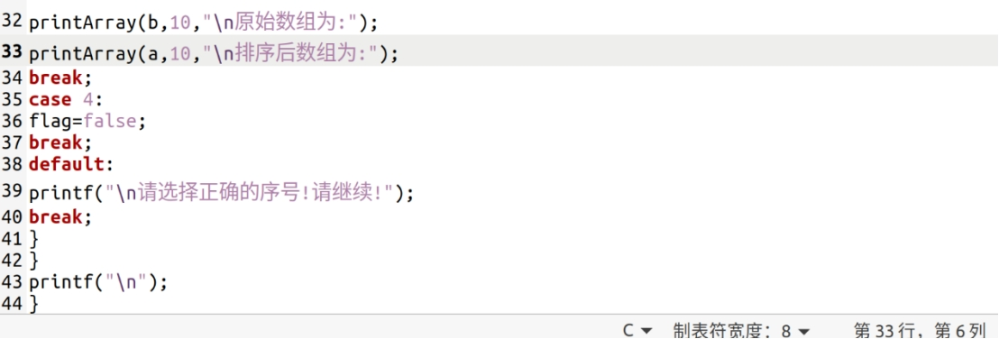 32 printArray(b,10,"\n原始数组为:");
33 printArray(a,10,"\n排序后数组为:");
34 break;
35 case 4:
36 flag=false;
37 break;
38 default:
39 printf("\n请选择正确的序号!请继续!");
40 break;
41 }
42 }
43 printf("\n");
44 }
C 制表符宽度：8 第 33 行，第 6 列